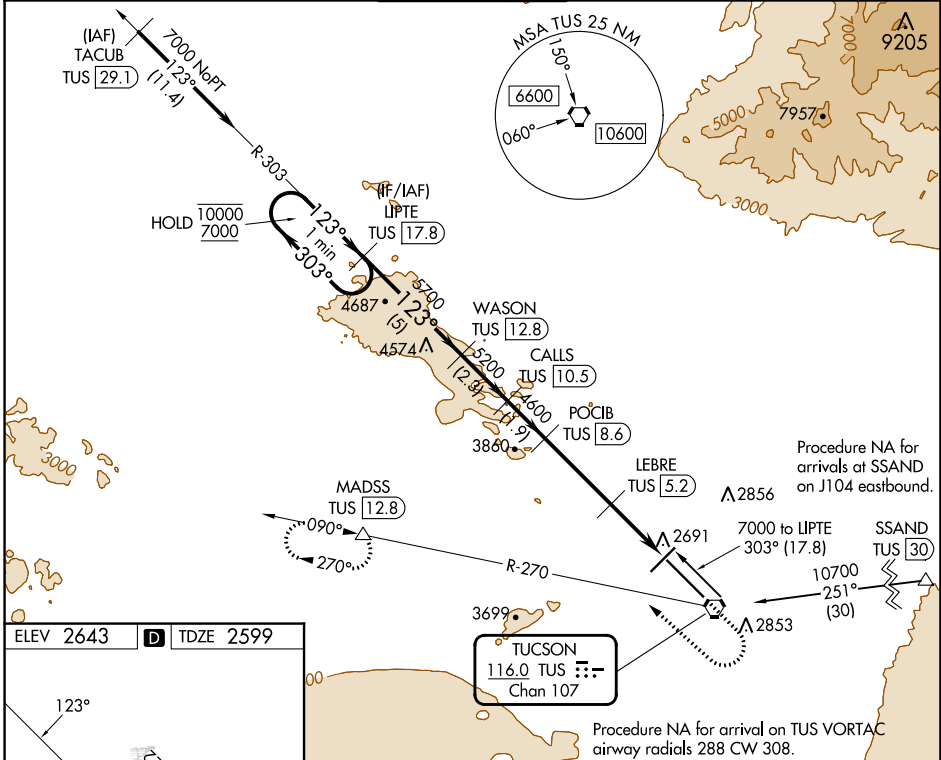 (IAF)
TACUB
TUS 29.1
7000 NoPT
123°
(11.4)
R-303
MSA TUS 25 NM
150°
6600
060°
10600
9205
7000
7957
5000
3000
HOLD 10000
7000
(IF/IAF)
LIPTE
TUS 17.8
123°
1 min
303°
4687
5700
123°
(5)
4574
WASON
TUS 12.8
5200
(2.3)
CALLS
TUS 10.5
4600
(1.9)
POCIB
TUS 8.6
3860
3000
LEBRE
TUS 5.2
2856
Procedure NA for
arrivals at SSAND
on J104 eastbound.
MADSS
TUS 12.8
090°
270°
R-270
2691
7000 to LIPTE
303° (17.8)
SSAND
TUS 30
10700
251°
(30)
3699
2853
TUCSON
116.0 TUS
Chan 107
ELEV 2643 D TDZE 2599
00
123°
Procedure NA for arrival on TUS VORTAC
airway radials 288 CW 308.